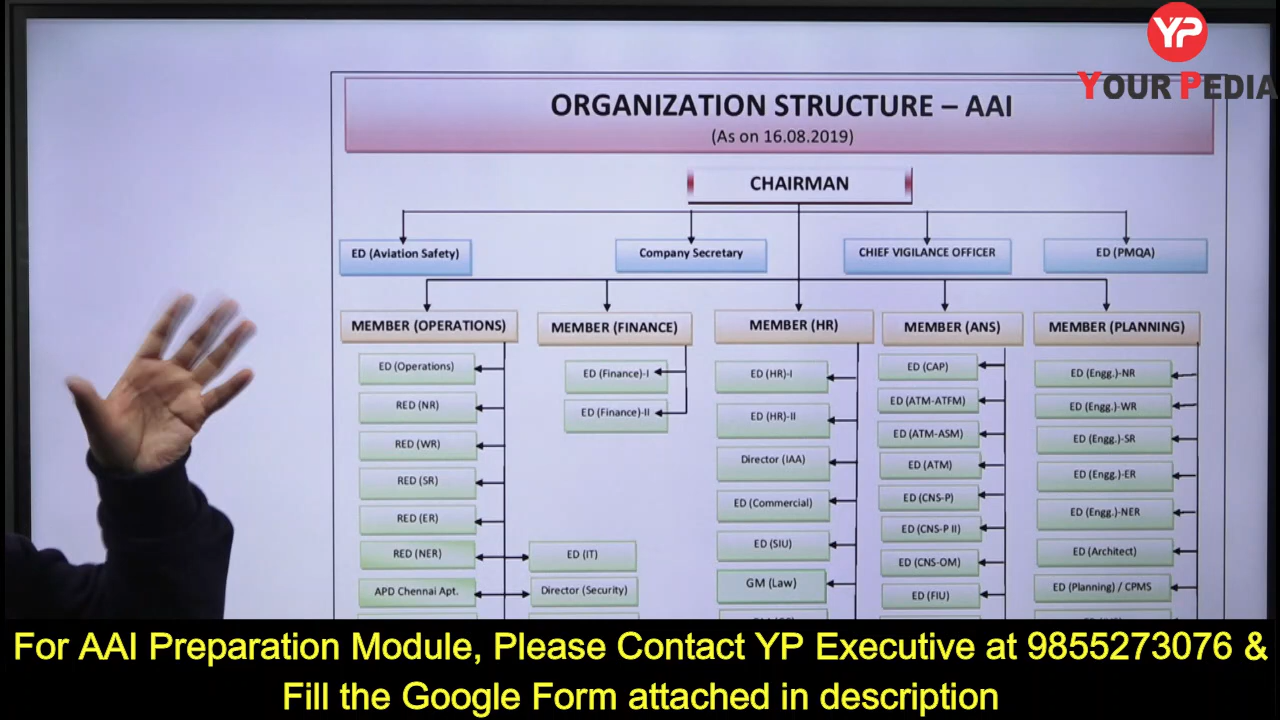 YP
YOUR PEDIA
ORGANIZATION STRUCTURE – AAI
(As on 16.08.2019)
CHAIRMAN
ED (Aviation Safety)
Company Secretary
CHIEF VIGILANCE OFFICER
ED (PMQA)
MEMBER (OPERATIONS)
MEMBER (FINANCE)
MEMBER (HR)
MEMBER (ANS)
MEMBER (PLANNING)
ED (Operations)
RED (NR)
RED (WR)
RED (SR)
RED (ER)
RED (NER)
APD Chennai Apt.
ED (IT)
Director (Security)
ED (Finance)-I
ED (Finance)-II
ED (HR)-I
ED (HR)-II
Director (IAA)
ED (Commercial)
ED (SIU)
GM (Law)
ED (CAP)
ED (ATM-ATFM)
ED (ATM-ASM)
ED (ATM)
ED (CNS-P)
ED (CNS-P II)
ED (CNS-OM)
ED (FIU)
ED (Engg.)-NR
ED (Engg.)-WR
ED (Engg.)-SR
ED (Engg.)-ER
ED (Engg.)-NER
ED (Architect)
ED (Planning) / CPMS
For AAI Preparation Module, Please Contact YP Executive at 9855273076 &
Fill the Google Form attached in description